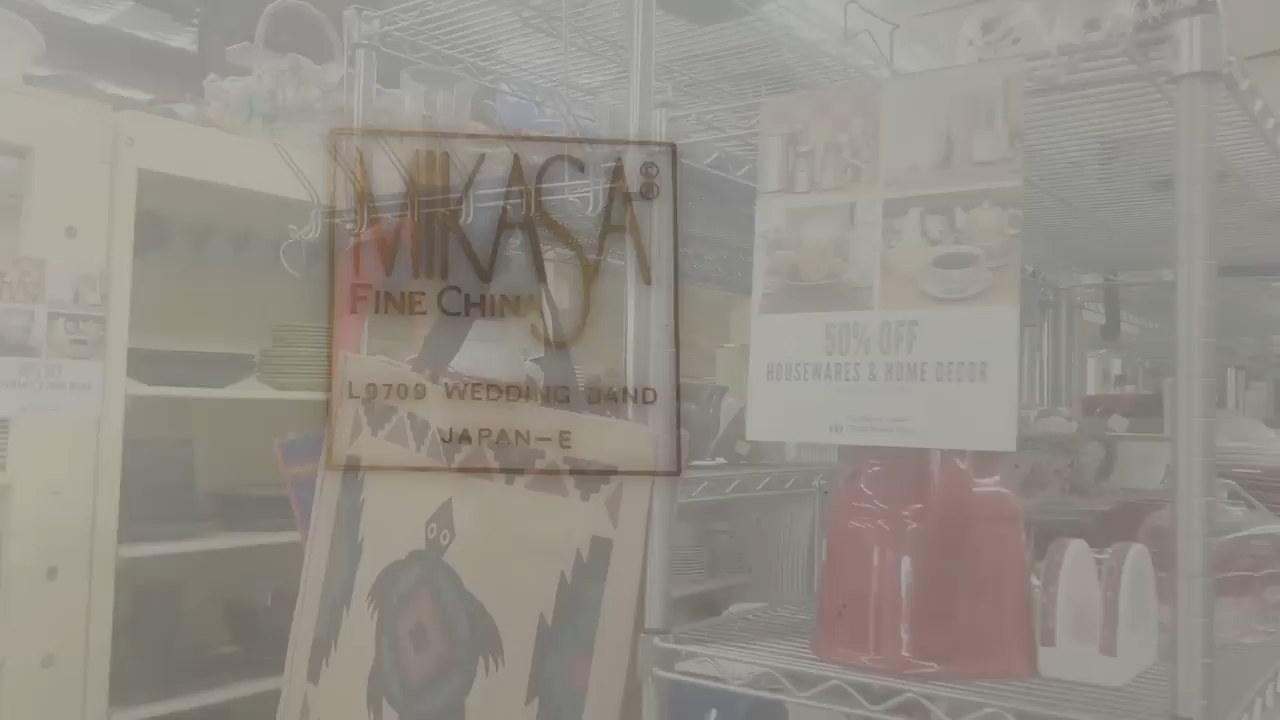 MIKASA®©
FINE CHINA
L9709 WEDDING BAND
JAPAN-E
50% OFF
HOUSEWARES & HOME DECOR